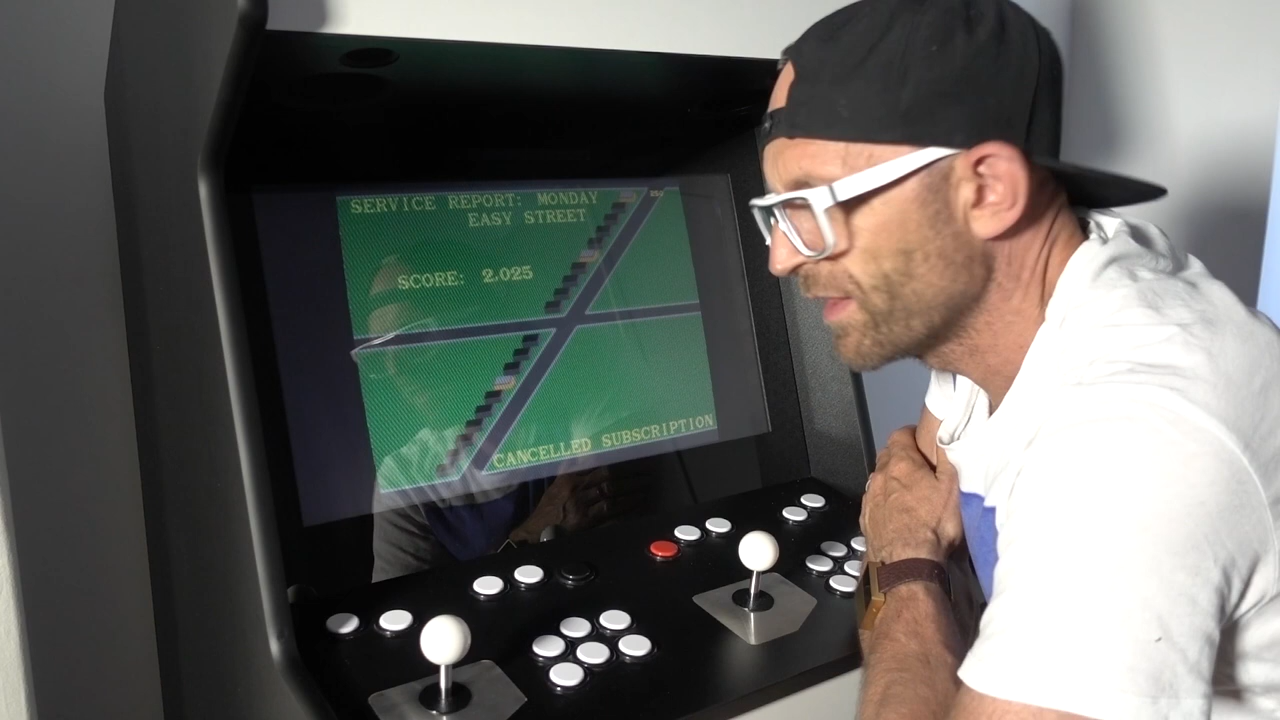 SERVICE REPORT: MONDAY
EASY STREET
SCORE: 2,025
CANCELLED SUBSCRIPTION